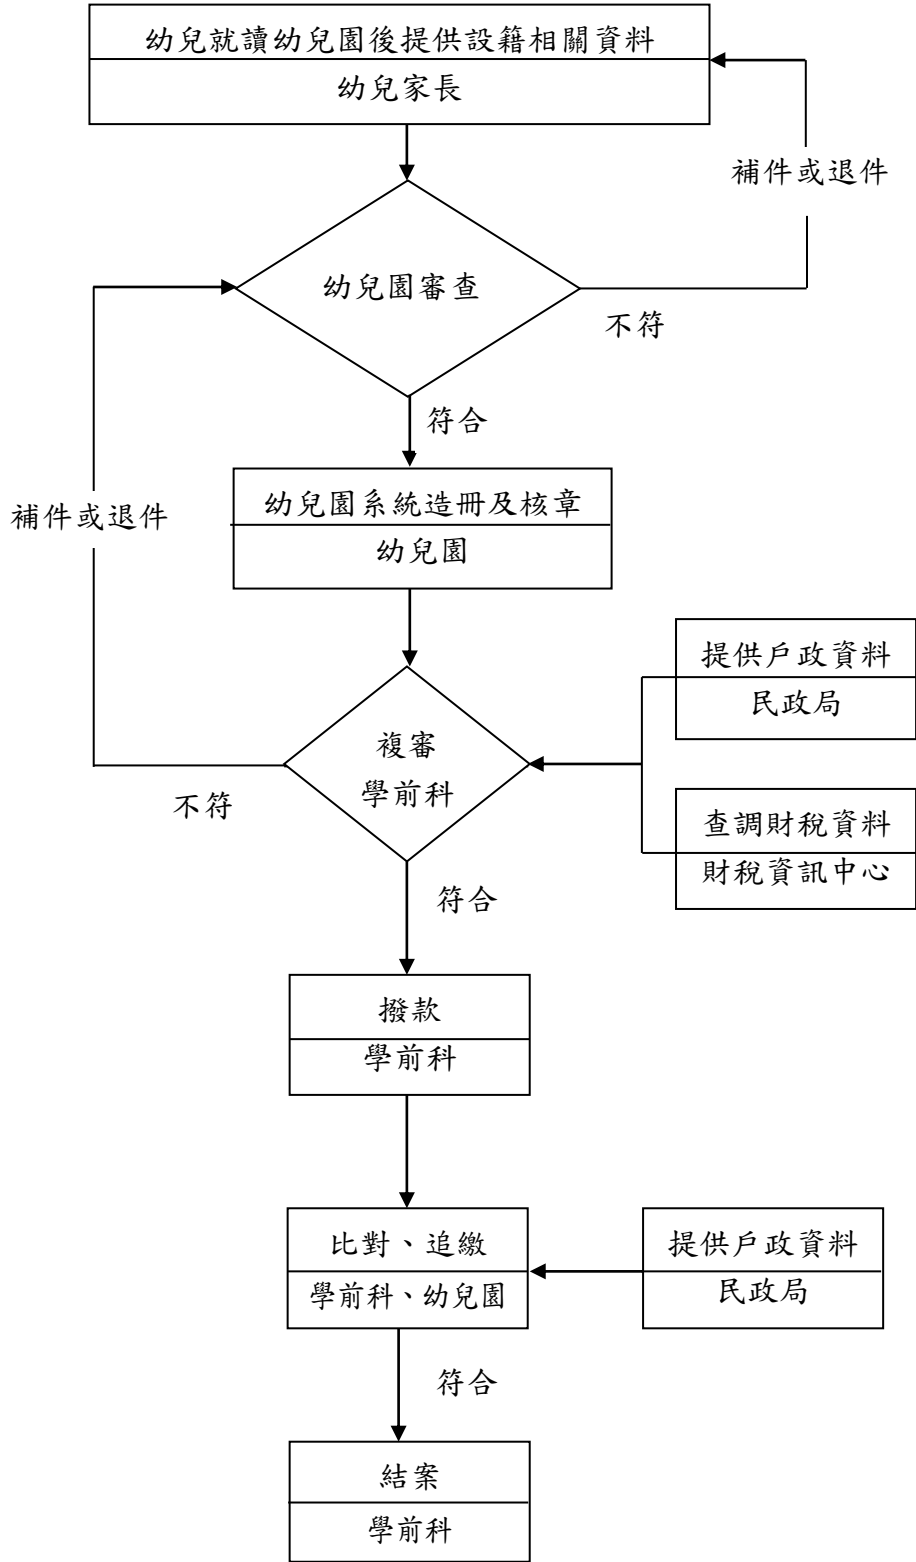 幼兒就讀幼兒園後提供設籍相關資料
幼兒家長
補件或退件
幼兒園審查
不符
符合
幼兒園系統造冊及核章
幼兒園
補件或退件
提供戶政資料
民政局
複審
學前科
不符
查調財稅資料
財稅資訊中心
符合
撥款
學前科
比對、追繳
學前科、幼兒園
提供戶政資料
民政局
符合
結案
學前科